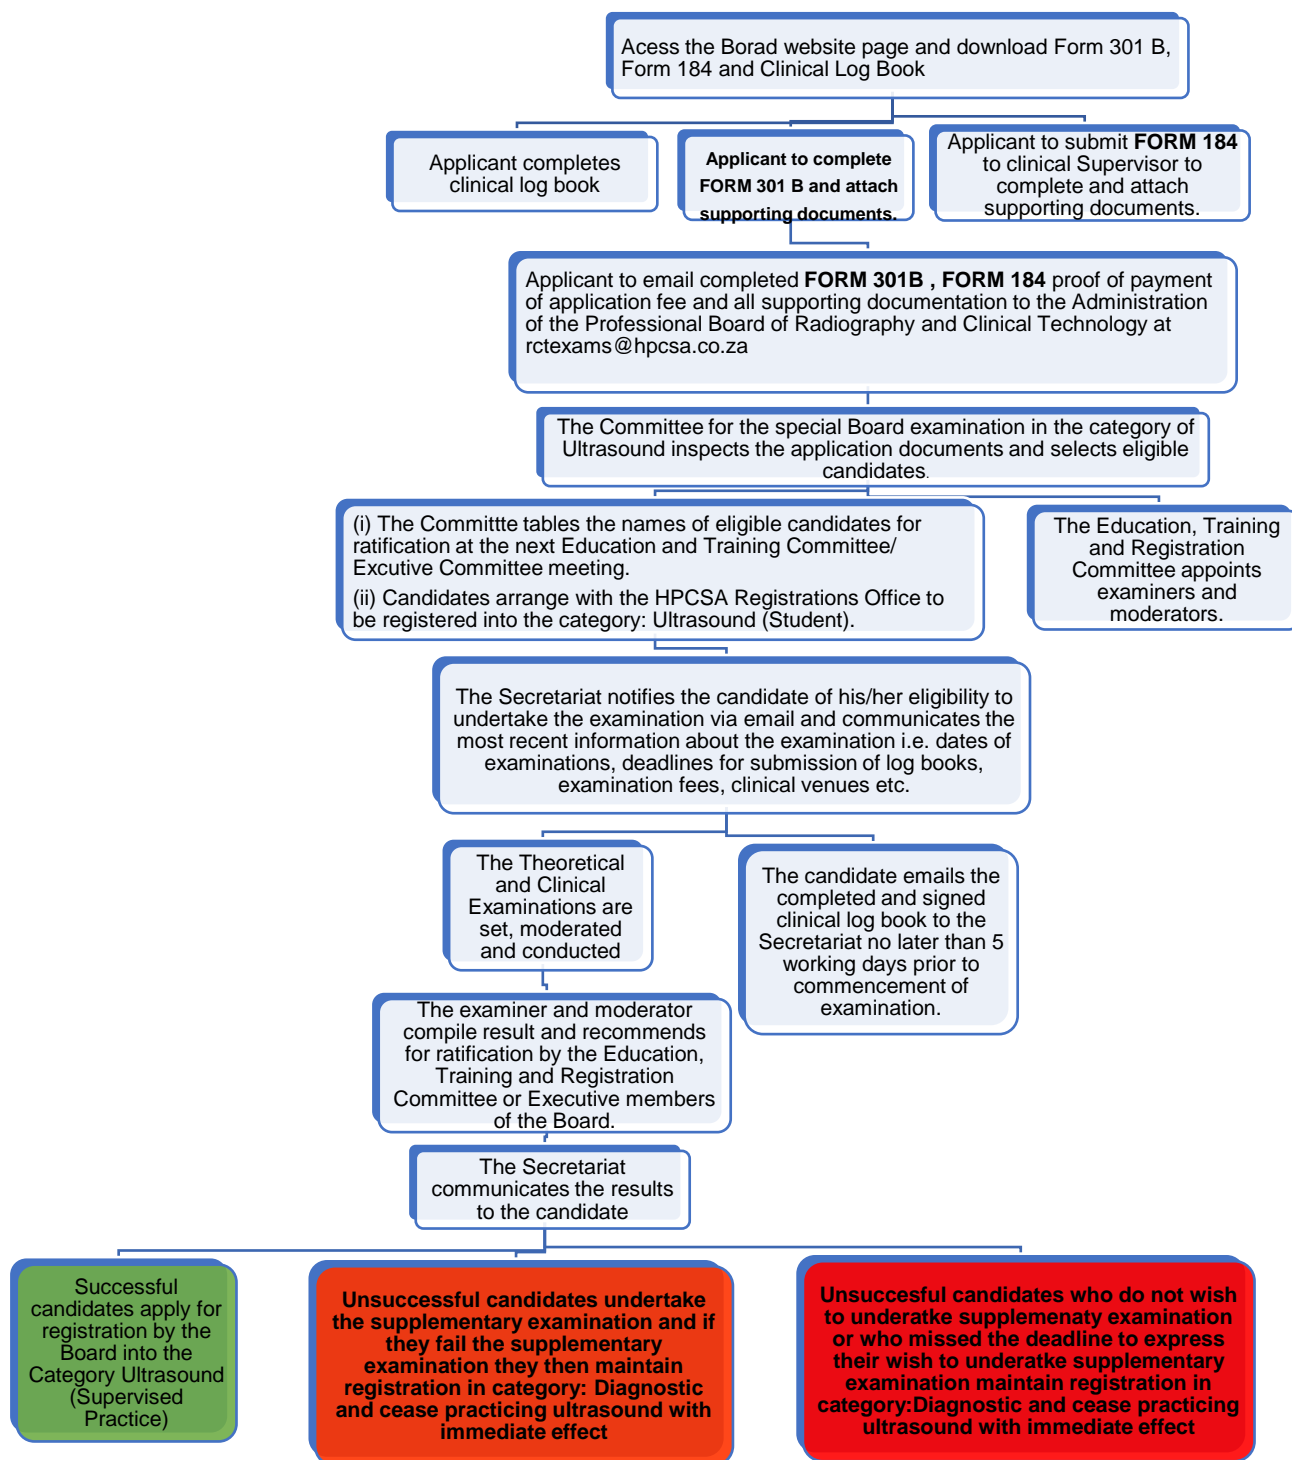 Acess the Borad website page and download Form 301 B,
Form 184 and Clinical Log Book
Applicant completes
clinical log book
Applicant to complete
FORM 301 B and attach
supporting documents.
Applicant to submit FORM 184
to clinical Supervisor to
complete and attach
supporting documents.
Applicant to email completed FORM 301B , FORM 184 proof of payment
of application fee and all supporting documentation to the Administration
of the Professional Board of Radiography and Clinical Technology at
rctexams@hpcsa.co.za
The Committee for the special Board examination in the category of
Ultrasound inspects the application documents and selects eligible
candidates.
(i) The Committte tables the names of eligible candidates for
ratification at the next Education and Training Committee/
Excutive Committee meeting.
(ii) Candidates arrange with the HPCSA Registrations Office to
be registered into the category: Ultrasound (Student).
The Education, Training
and Registration
Committee appoints
examiners and
moderators.
The Secretariat notifies the candidate of his/her eligibility to
undertake the examination via email and communicates the
most recent information about the examination i.e. dates of
examinations, deadlines for submission of log books,
examination fees, clinical venues etc.
The Theoretical
and Clinical
Examinations are
set, moderated
and conducted
The candidate emails the
completed and signed
clinical log book to the
Secretariat no later than 5
working days prior to
commencement of
examination.
The examiner and moderator
compile result and recommends
for ratification by the Education,
Training and Registration
Committee or Executive members
of the Board.
The Secretariat
communicates the results
to the candidate
Successful
candidates apply for
registration by the
Board into the
Category Ultrasound
(Supervised
Practice)
Unsuccessful candidates undertake
the supplementary examination and if
they fail the supplementary
examination they then maintain
registration in category: Diagnostic
and cease practicing ultrasound with
immediate effect
Unsuccesful candidates who do not wish
to underatke supplemenaty examination
or who missed the deadline to express
their wish to underatke supplementary
examination maintain registration in
category:Diagnostic and cease practicing
ultrasound with immediate effect